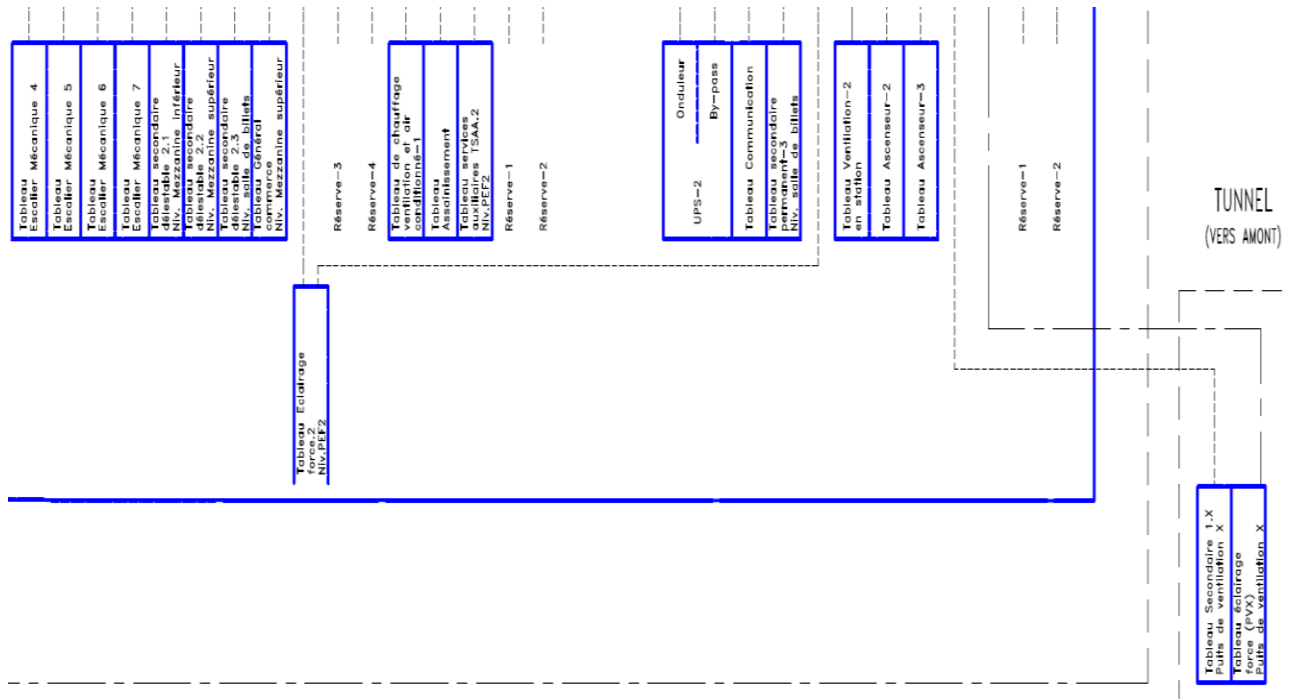 Tableau
Escalier Mécanique 4
Tableau
Escalier Mécanique 5
Tableau
Escalier Mécanique 6
Tableau
Escalier Mécanique 7
Tableau secondaire
délestable 2.1
Niv. Mezzanine inférieur
Tableau secondaire
délestable 2.2
Niv. Mezzanine supérieur
Tableau secondaire
délestable 2.3
Niv. salle de billets
Tableau Général
commerce
Niv. Mezzanine supérieur
Réserve-3
Réserve-4
Tableau de chauffage
ventilation et air
conditionné-1
Tableau
Assainissement
Tableau services
auxiliaires TSAA.2
Niv.PEF2
Réserve-1
Réserve-2
Onduleur
By-pass
UPS-2
Tableau Communication
Tableau secondaire
permanent-3
Niv. salle de billets
Tableau Ventilation-2
en station
Tableau Ascenseur-2
Tableau Ascenseur-3
Réserve-1
Réserve-2
TUNNEL
(VERS AMONT)
Tableau Eclairage
force.2
Niv.PEF2
Tableau Secondaire 1.X
Puits de ventilation X
Tableau éclairage
force (PVX)
Puits de ventilation X